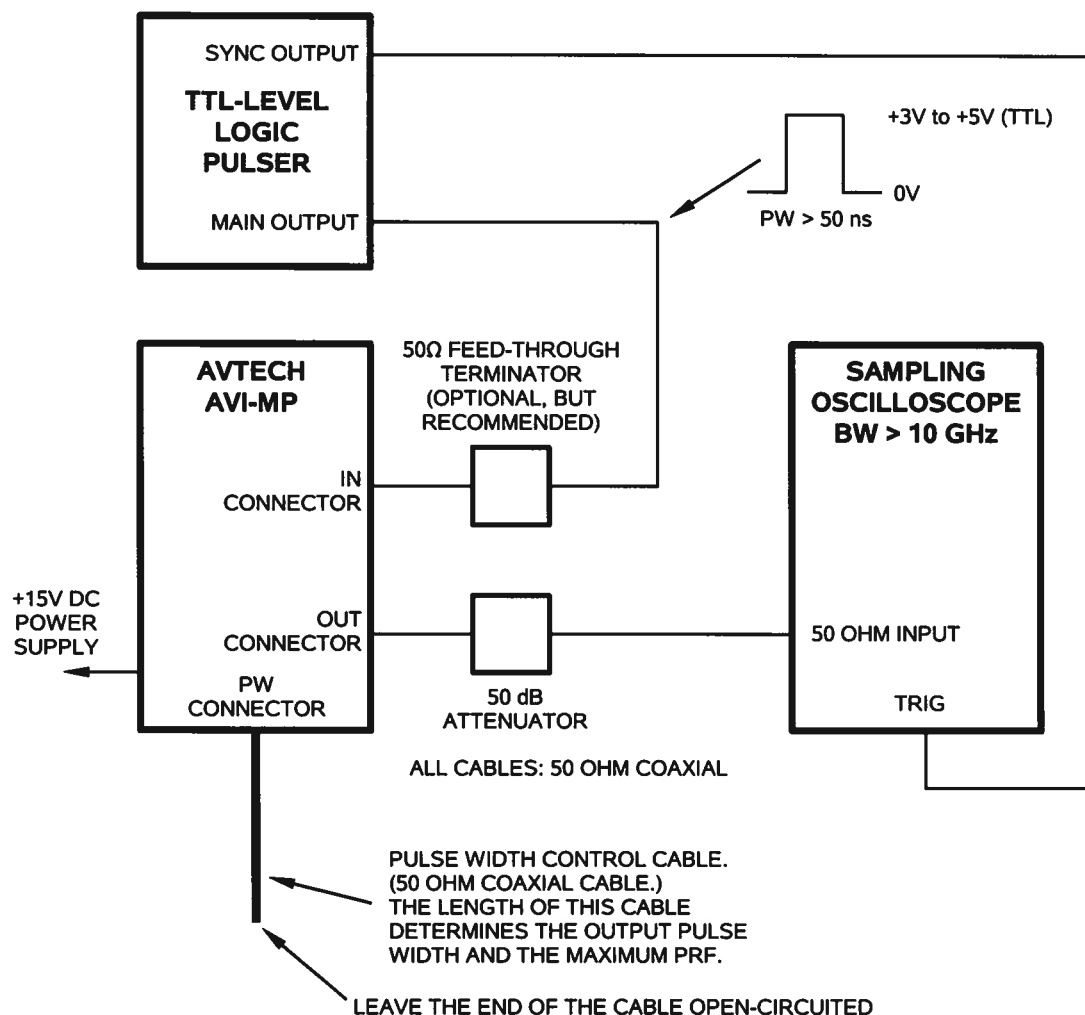 SYNC OUTPUT
TTL-LEVEL
LOGIC
PULSER
MAIN OUTPUT
+3V to +5V (TTL)
0V
PW > 50 ns
AVTECH
AVI-MP
IN
CONNECTOR
OUT
CONNECTOR
PW
CONNECTOR
50Ω FEED-THROUGH
TERMINATOR
(OPTIONAL, BUT
RECOMMENDED)
SAMPLING
OSCILLOSCOPE
BW > 10 GHz
50 OHM INPUT
TRIG
+15V DC
POWER
SUPPLY
50 dB
ATTENUATOR
ALL CABLES: 50 OHM COAXIAL
PULSE WIDTH CONTROL CABLE.
(50 OHM COAXIAL CABLE.)
THE LENGTH OF THIS CABLE
DETERMINES THE OUTPUT PULSE
WIDTH AND THE MAXIMUM PRF.
LEAVE THE END OF THE CABLE OPEN-CIRCUITED